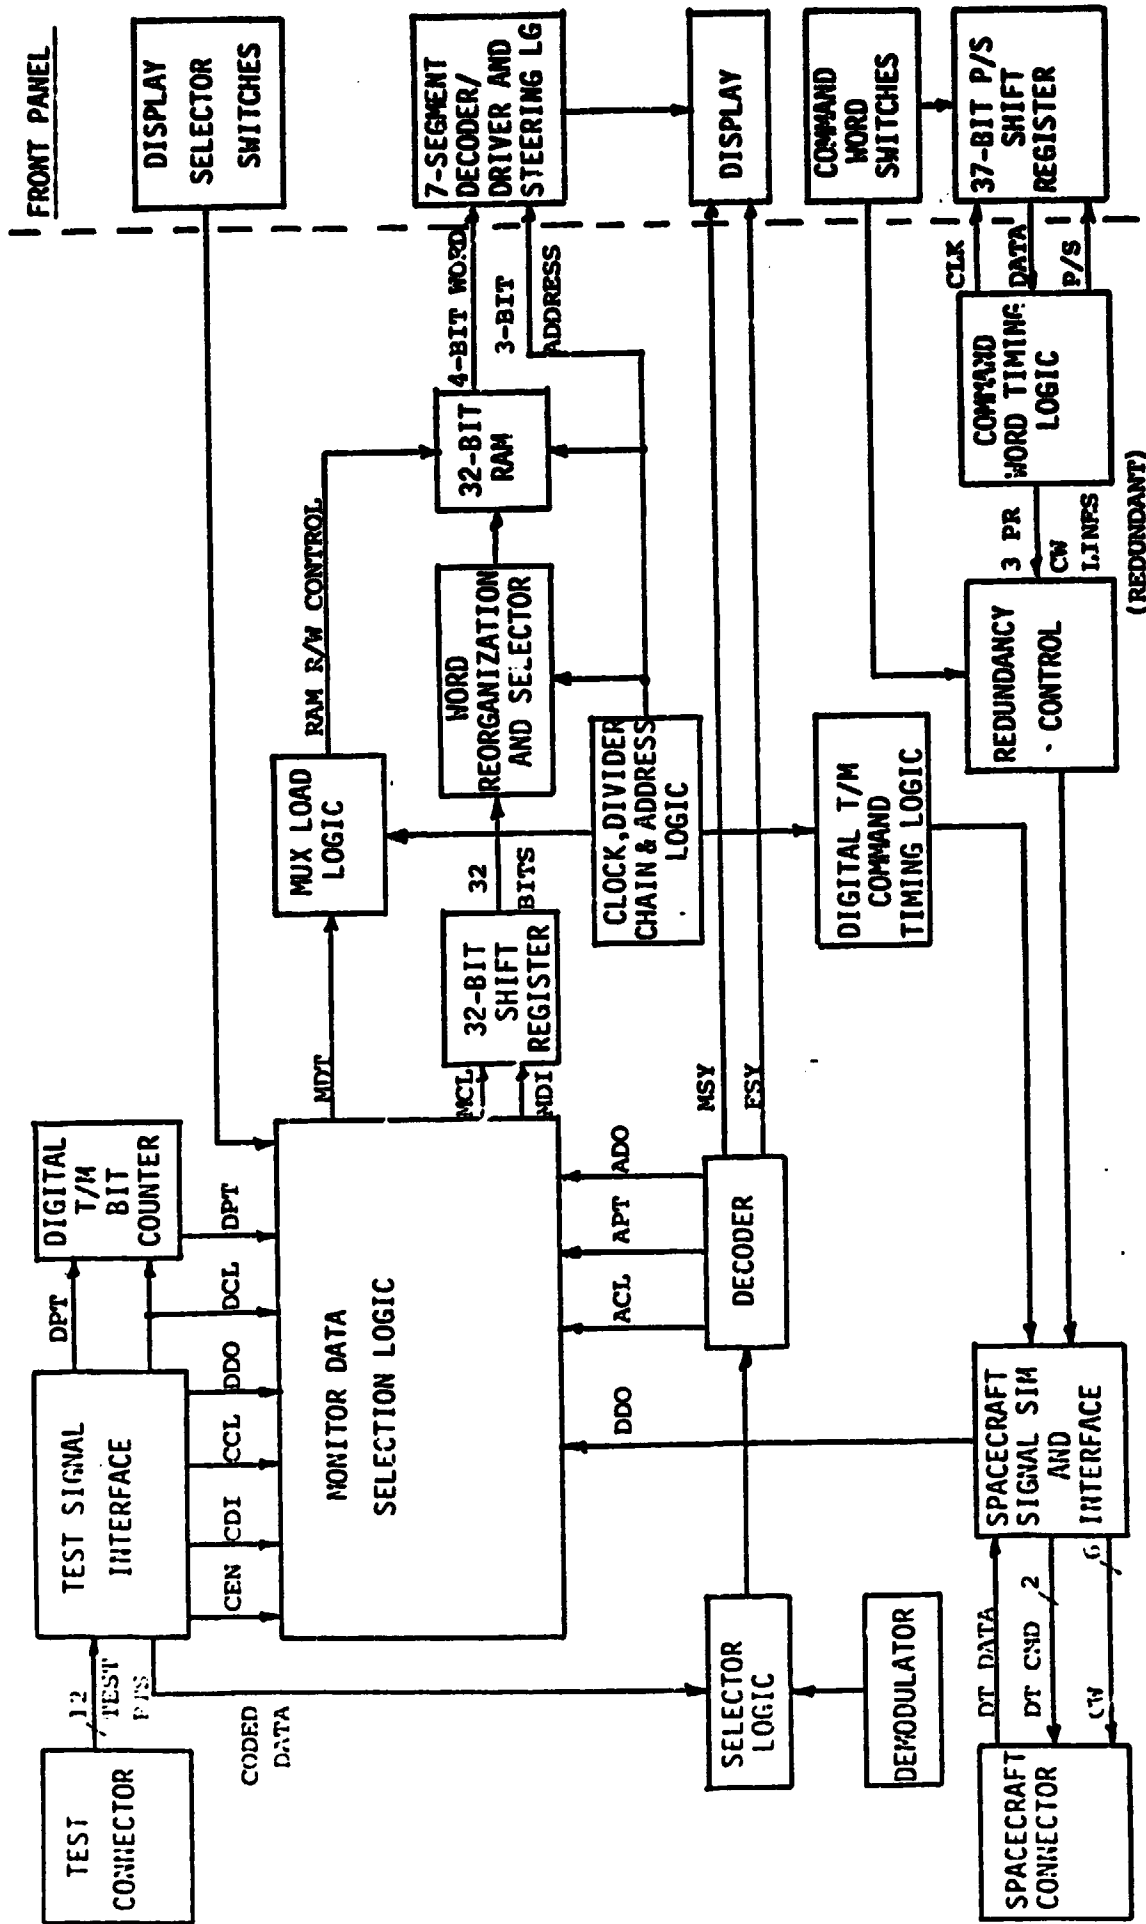 FRONT PANEL
DISPLAY
SELECTOR
SWITCHES
7-SEGMENT
DECODER/
DRIVER AND
STEERING LG
DISPLAY
COMMAND
WORD
SWITCHES
37-BIT P/S
SHIFT
REGISTER
4-BIT WORD
3-BIT
ADDRESS
CLK
DATA
P/S
RAM R/W CONTROL
32-BIT
RAM
COMMAND
WORD TIMING
LOGIC
MUX LOAD
LOGIC
WORD
REORGANIZATION
AND SELECTOR
3 PR
CW
LINES
(REDUNDANT)
REDUNDANCY
CONTROL
32
BITS
CLOCK, DIVIDER
CHAIN & ADDRESS
LOGIC
DIGITAL T/M
COMMAND
TIMING LOGIC
32-BIT
SHIFT
REGISTER
MDT
MCL
MDI
MSY
FSY
DIGITAL
T/M
BIT
COUNTER
DPT
DPT
DCL
DDO
CCL
CDI
CEN
MONITOR DATA
SELECTION LOGIC
ADO
APT
ACL
DDO
DECODER
TEST SIGNAL
INTERFACE
SPACECRAFT
SIGNAL SIM
AND
INTERFACE
12
TEST
PTS
CODED
DATA
SELECTOR
LOGIC
DEMODULATOR
DT DATA
DT CMD
2
CW
6
TEST
CONNECTOR
SPACECRAFT
CONNECTOR